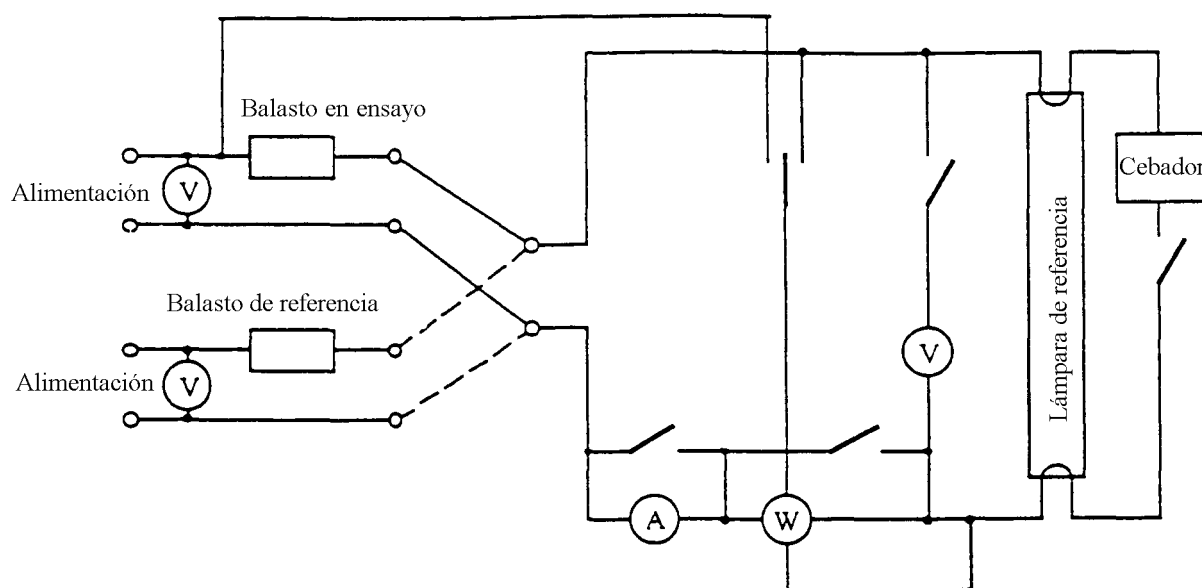 Balasto en ensayo
Alimentación
V
Balasto de referencia
Alimentación
V
V
A
W
Lámpara de referencia
Cebador